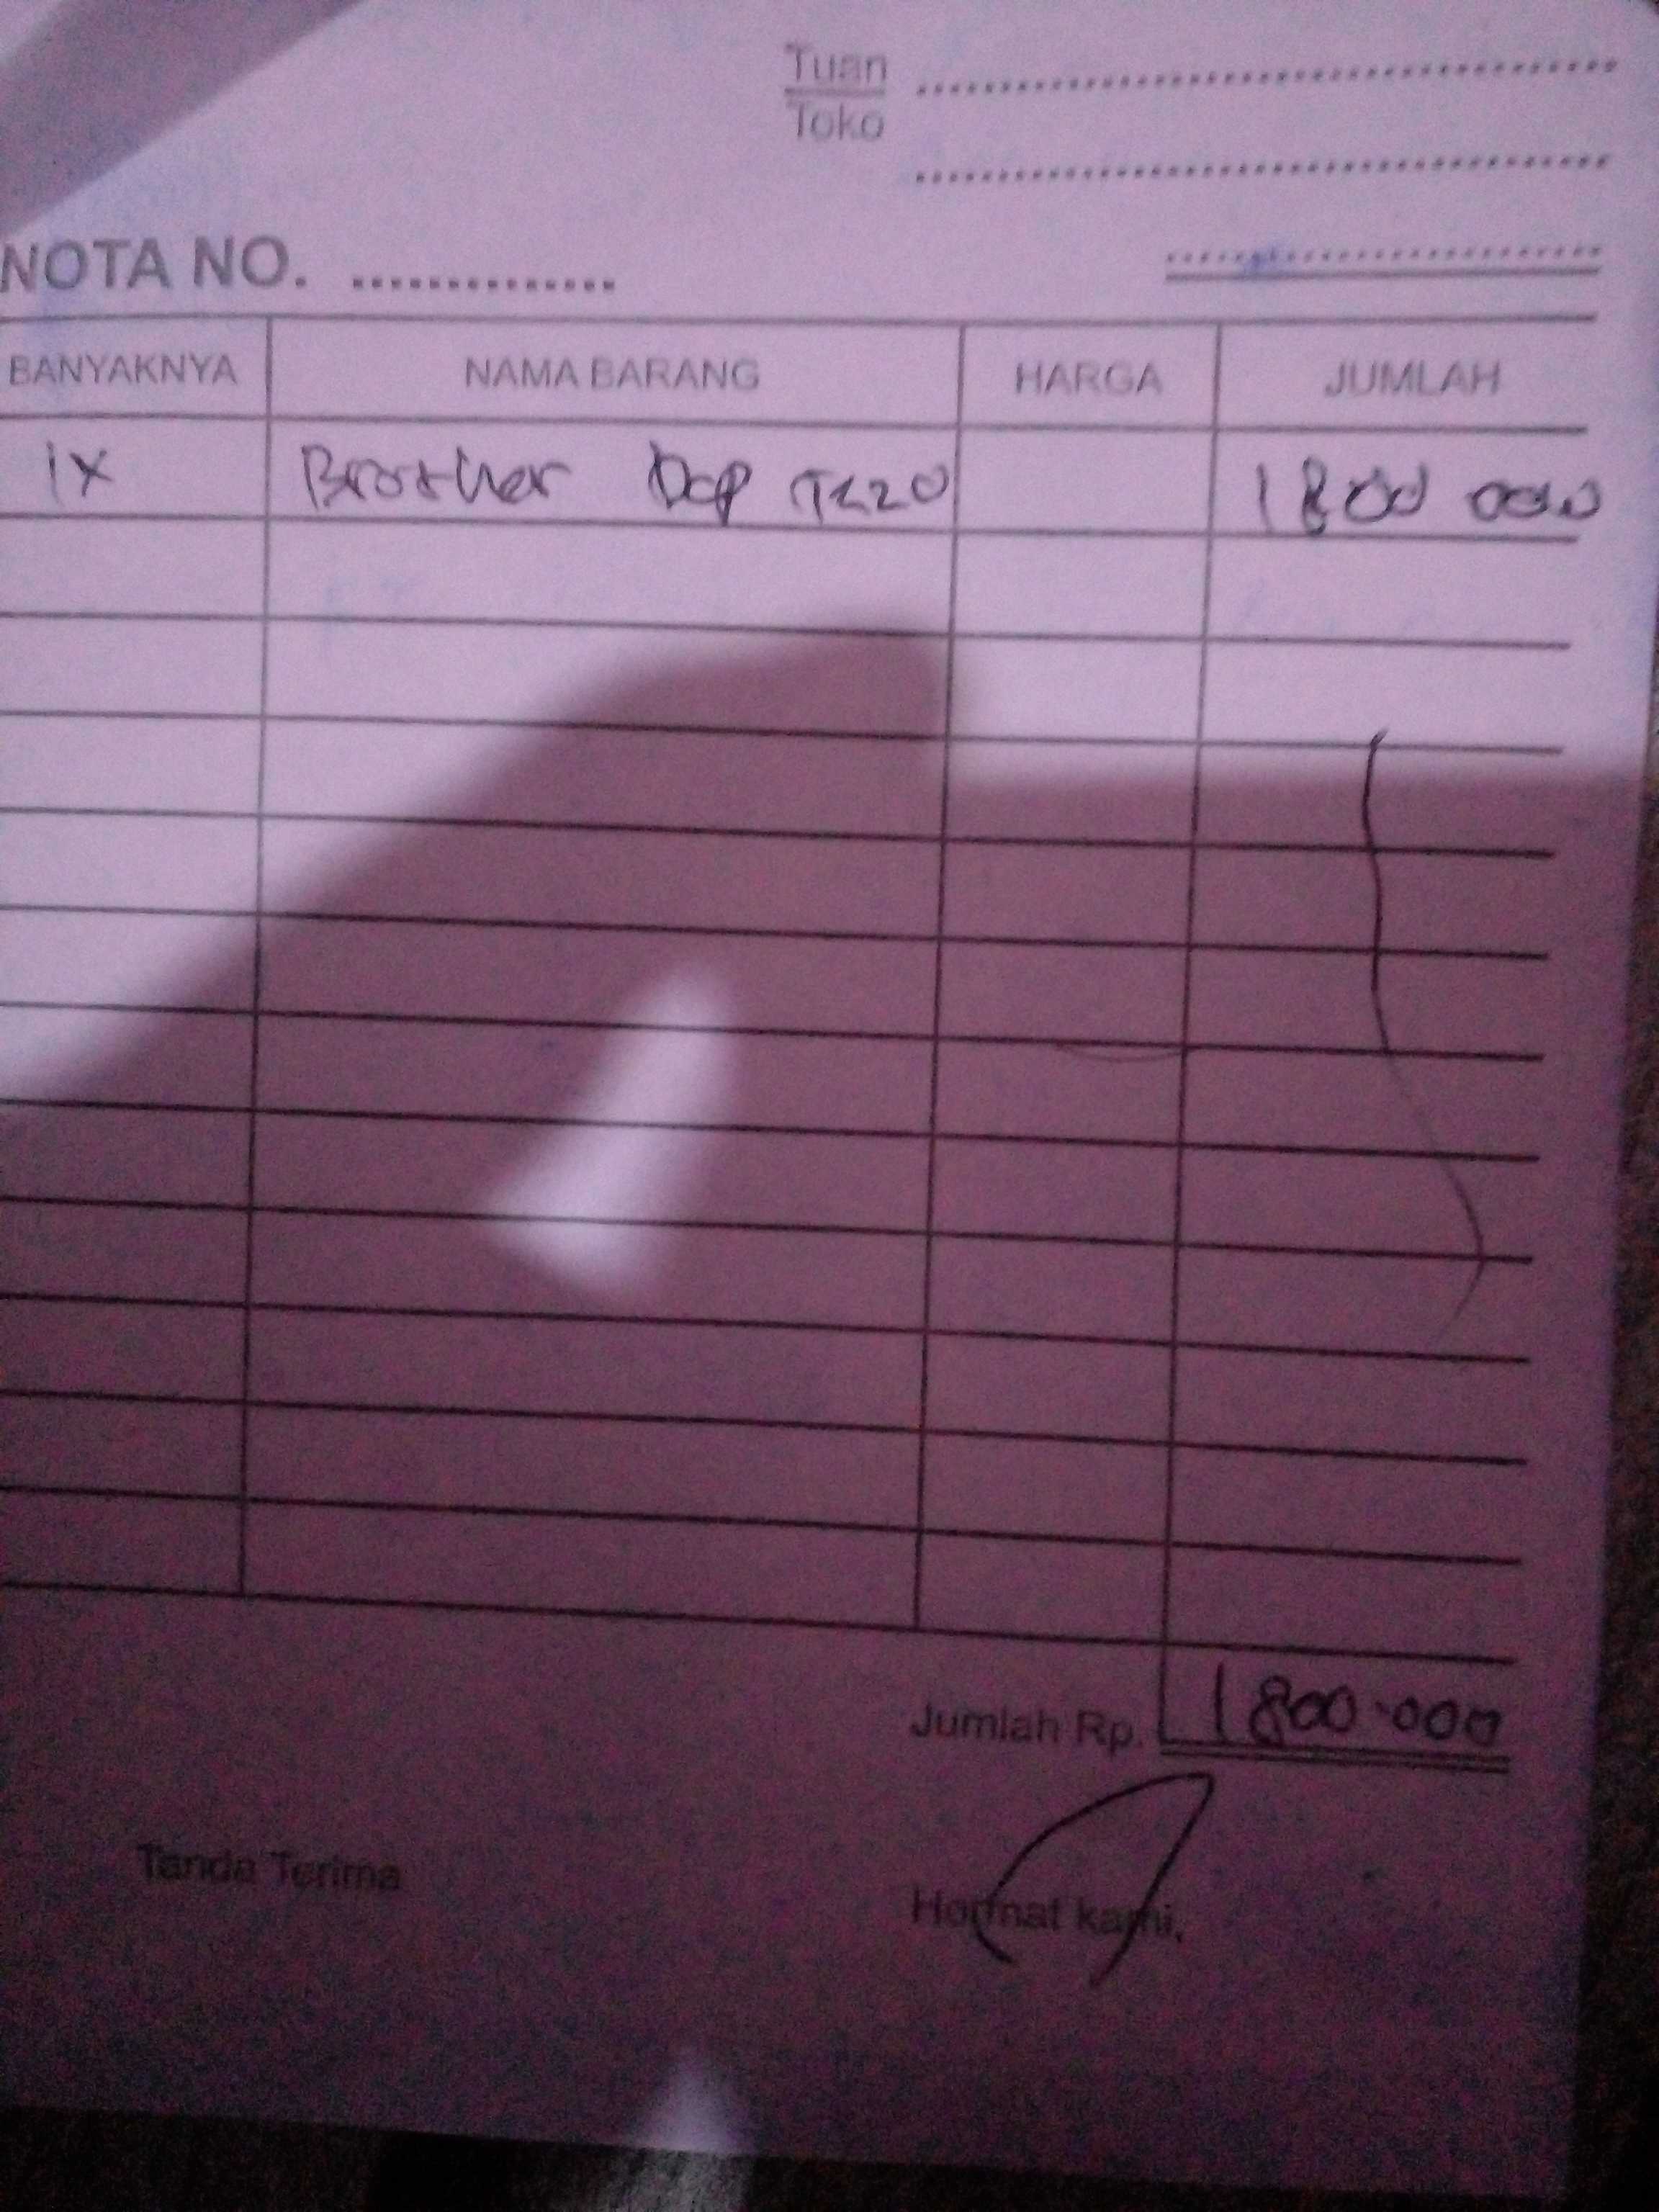 Tuan
Toko
NOTA NO.
BANYAKNYA NAMA BARANG HARGA JUMLAH
1x Brother Dcp T220 1800 000
Jumlah Rp. 1800.000
Tanda Terima
Hormat kami,